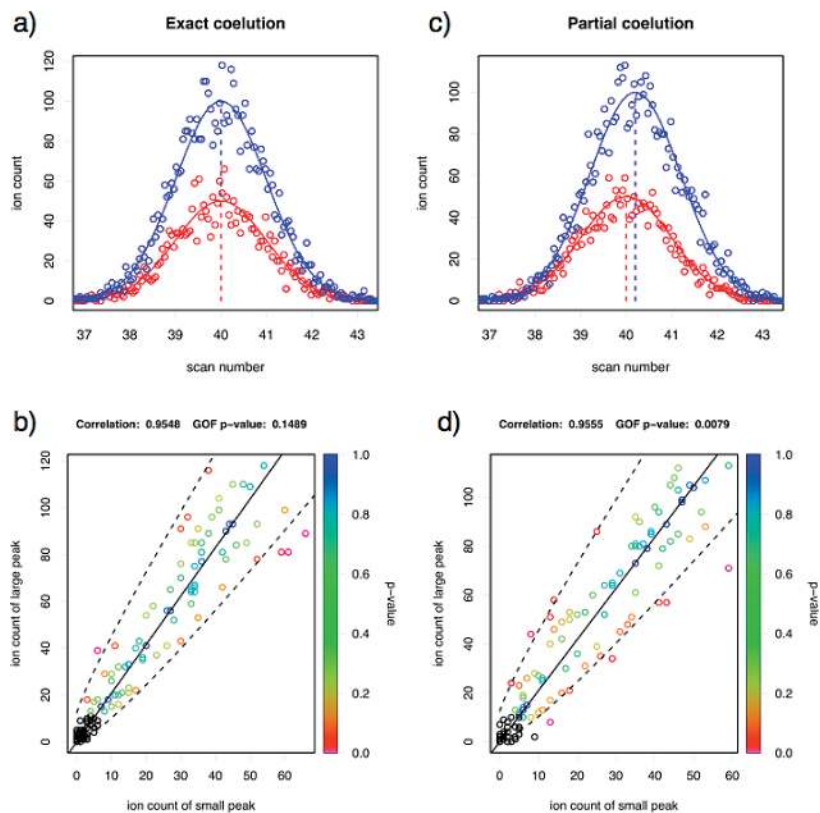 a)
Exact coelution
ion count
120
100
80
60
40
20
0
37 38 39 40 41 42 43
scan number
c)
Partial coelution
ion count
100
80
60
40
20
0
37 38 39 40 41 42 43
scan number
b)
Correlation: 0.9548 GOF p−value: 0.1489
ion count of large peak
120
100
80
60
40
20
0
0 10 20 30 40 50 60
ion count of small peak
1.0
0.8
0.6
0.4
0.2
0.0
p−value
d)
Correlation: 0.9555 GOF p−value: 0.0079
ion count of large peak
100
80
60
40
20
0
0 10 20 30 40 50 60
ion count of small peak
1.0
0.8
0.6
0.4
0.2
0.0
p−value